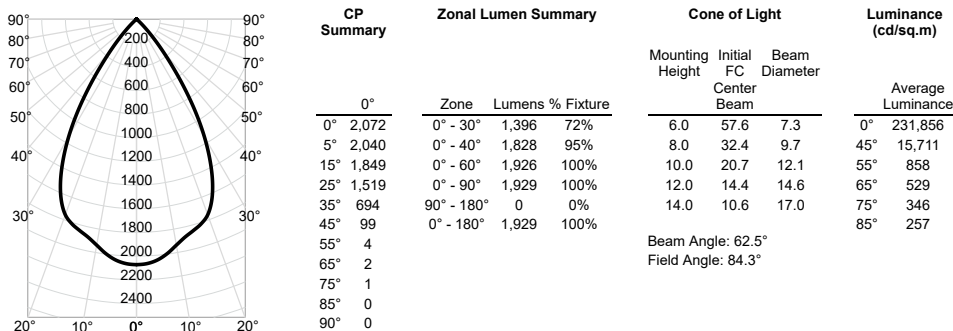 90° 90°
80° 200 80°
70° 400 70°
60° 600 60°
800
50° 50°
1000
1200
40° 40°
1400
1600
30° 30°
1800
2000
2200
2400
20° 10° 0° 10° 20°
CP
Summary
0°
0° 2,072
5° 2,040
15° 1,849
25° 1,519
35° 694
45° 99
55° 4
65° 2
75° 1
85° 0
90° 0
Zonal Lumen Summary
Zone Lumens % Fixture
0° - 30° 1,396 72%
0° - 40° 1,828 95%
0° - 60° 1,926 100%
0° - 90° 1,929 100%
90° - 180° 0 0%
0° - 180° 1,929 100%
Cone of Light
Mounting Initial Beam
Height FC Diameter
Center
Beam
6.0 57.6 7.3
8.0 32.4 9.7
10.0 20.7 12.1
12.0 14.4 14.6
14.0 10.6 17.0
Beam Angle: 62.5°
Field Angle: 84.3°
Luminance
(cd/sq.m)
Average
Luminance
0° 231,856
45° 15,711
55° 858
65° 529
75° 346
85° 257